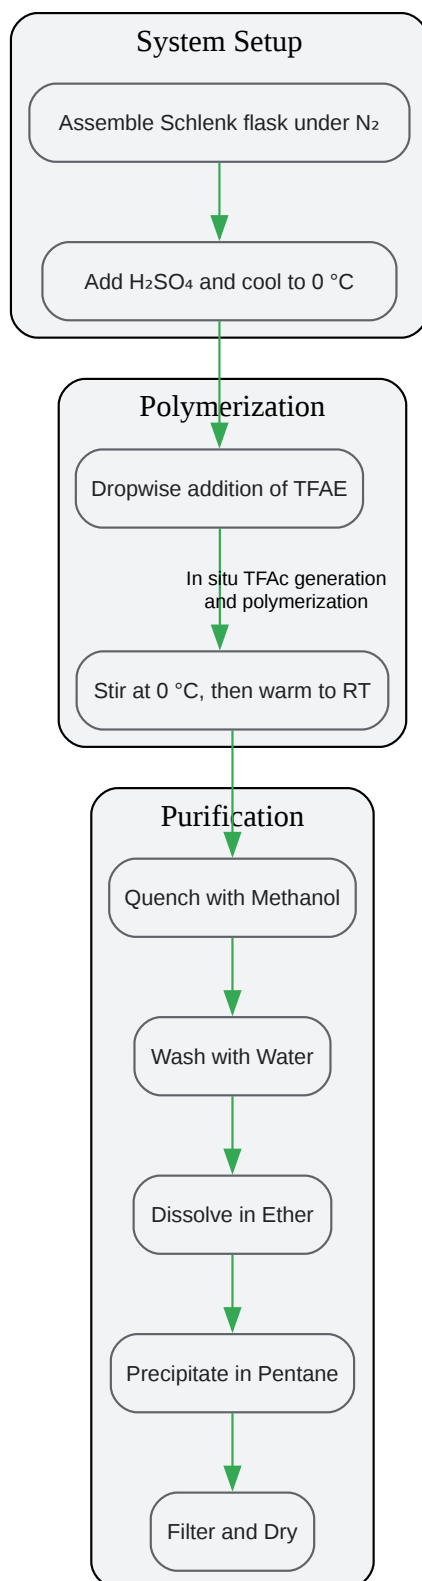 System Setup
Assemble Schlenk flask under N₂
Add H₂SO₄ and cool to 0 °C
Polymerization
Dropwise addition of TFAE
In situ TFAc generation
and polymerization
Stir at 0 °C, then warm to RT
Purification
Quench with Methanol
Wash with Water
Dissolve in Ether
Precipitate in Pentane
Filter and Dry